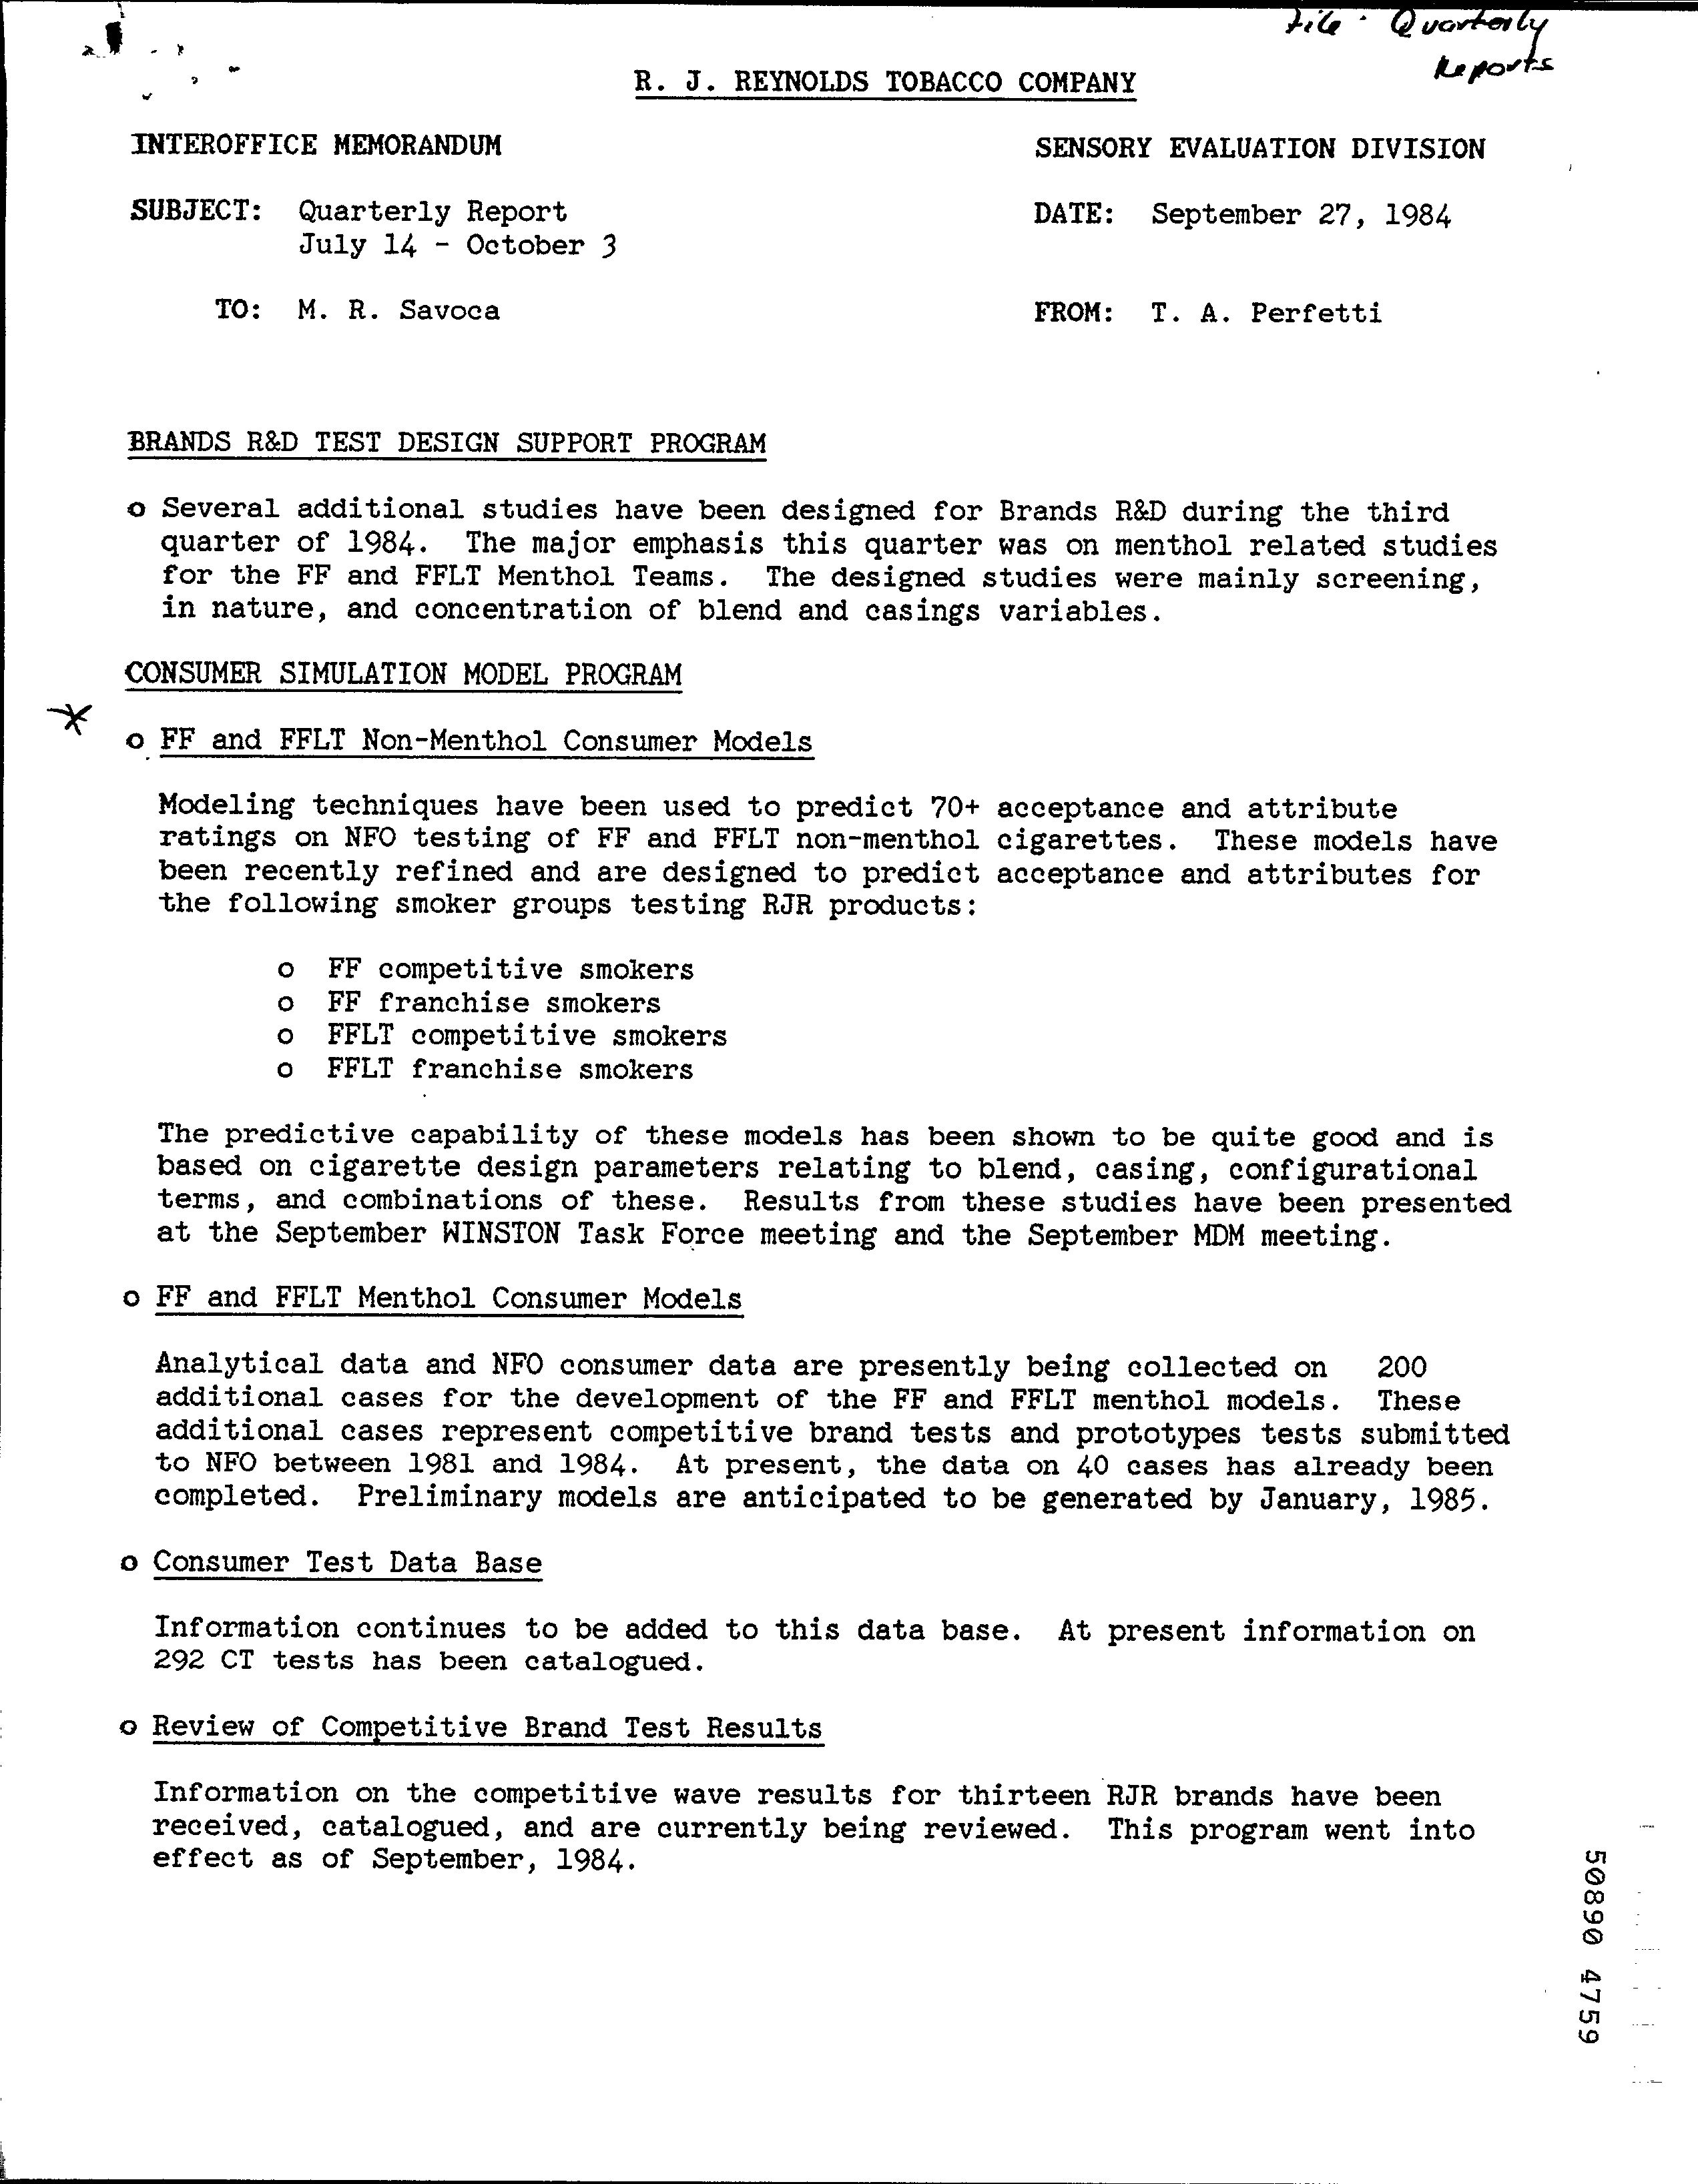 File · Quarterly
Reports
R. J. REYNOLDS TOBACCO COMPANY
INTEROFFICE MEMORANDUM SENSORY EVALUATION DIVISION
SUBJECT: Quarterly Report DATE: September 27, 1984
July 14 - October 3
TO: M. R. Savoca FROM: T. A. Perfetti
BRANDS R&D TEST DESIGN SUPPORT PROGRAM
o Several additional studies have been designed for Brands R&D during the third
quarter of 1984. The major emphasis this quarter was on menthol related studies
for the FF and FFLT Menthol Teams. The designed studies were mainly screening,
in nature, and concentration of blend and casings variables.
CONSUMER SIMULATION MODEL PROGRAM
o FF and FFLT Non-Menthol Consumer Models
Modeling techniques have been used to predict 70+ acceptance and attribute
ratings on NFO testing of FF and FFLT non-menthol cigarettes. These models have
been recently refined and are designed to predict acceptance and attributes for
the following smoker groups testing RJR products:
o FF competitive smokers
o FF franchise smokers
o FFLT competitive smokers
o FFLT franchise smokers
The predictive capability of these models has been shown to be quite good and is
based on cigarette design parameters relating to blend, casing, configurational
terms, and combinations of these. Results from these studies have been presented
at the September WINSTON Task Force meeting and the September MDM meeting.
o FF and FFLT Menthol Consumer Models
Analytical data and NFO consumer data are presently being collected on 200
additional cases for the development of the FF and FFLT menthol models. These
additional cases represent competitive brand tests and prototypes tests submitted
to NFO between 1981 and 1984. At present, the data on 40 cases has already been
completed. Preliminary models are anticipated to be generated by January, 1985.
o Consumer Test Data Base
Information continues to be added to this data base. At present information on
292 CT tests has been catalogued.
o Review of Competitive Brand Test Results
Information on the competitive wave results for thirteen RJR brands have been
received, catalogued, and are currently being reviewed. This program went into
effect as of September, 1984.
50890 4759